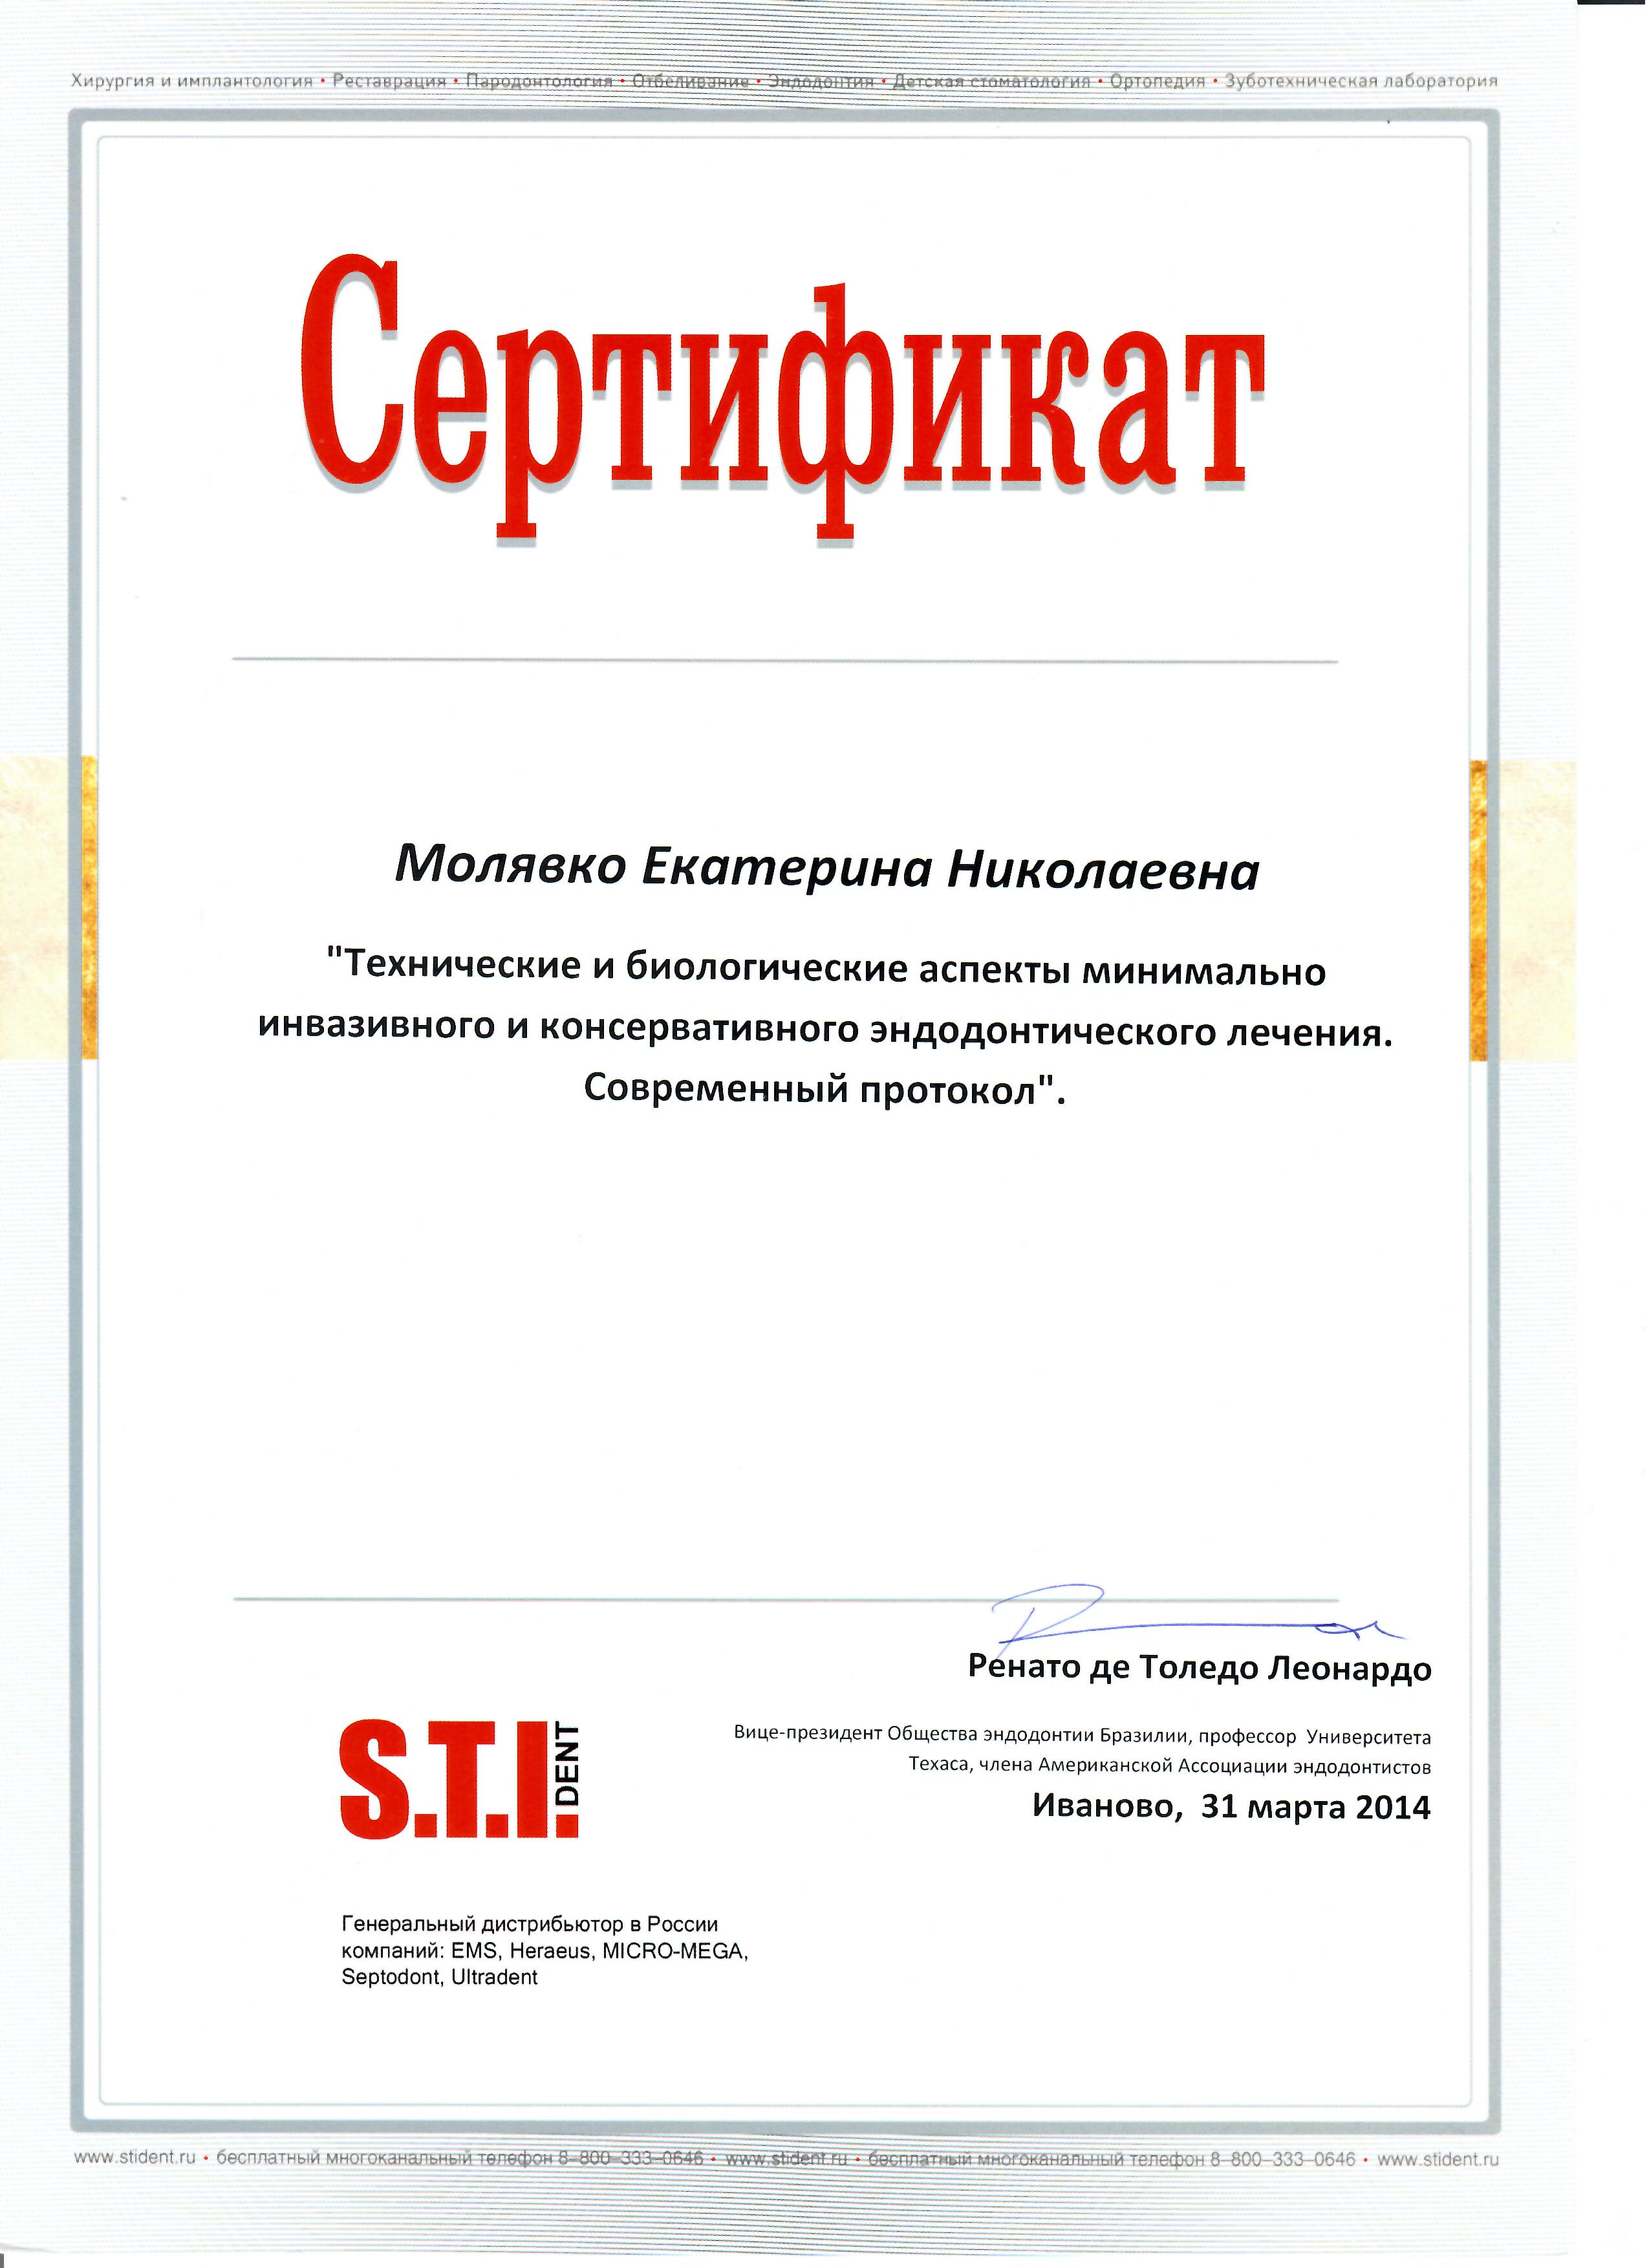 Хирургия и имплантология • Реставрация • Пародонтология • Отбеливание • Эндодонтия • Детская стоматология • Ортопедия • Зуботехническая лаборатория
Сертификат
Молявко Екатерина Николаевна
"Технические и биологические аспекты минимально
инвазивного и консервативного эндодонтического лечения.
Современный протокол".
Ренато де Толедо Леонардо
Вице-президент Общества эндодонтии Бразилии, профессор Университета
Техаса, члена Американской Ассоциации эндодонтистов
Иваново, 31 марта 2014
S.T.I. DENT
Генеральный дистрибьютор в России
компаний: EMS, Heraeus, MICRO-MEGA,
Septodont, Ultradent
www.stident.ru • бесплатный многоканальный телефон 8-800-333-0646 • www.stident.ru • бесплатный многоканальный телефон 8-800-333-0646 • www.stident.ru